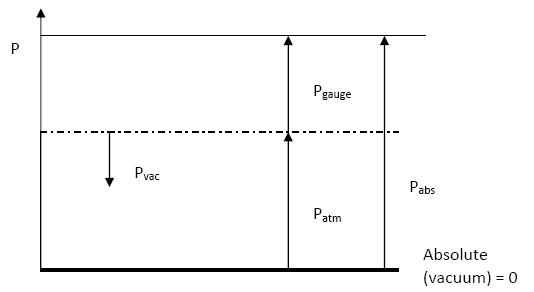 P
Pgauge
Pvac
Pabs
Patm
Absolute
(vacuum) = 0